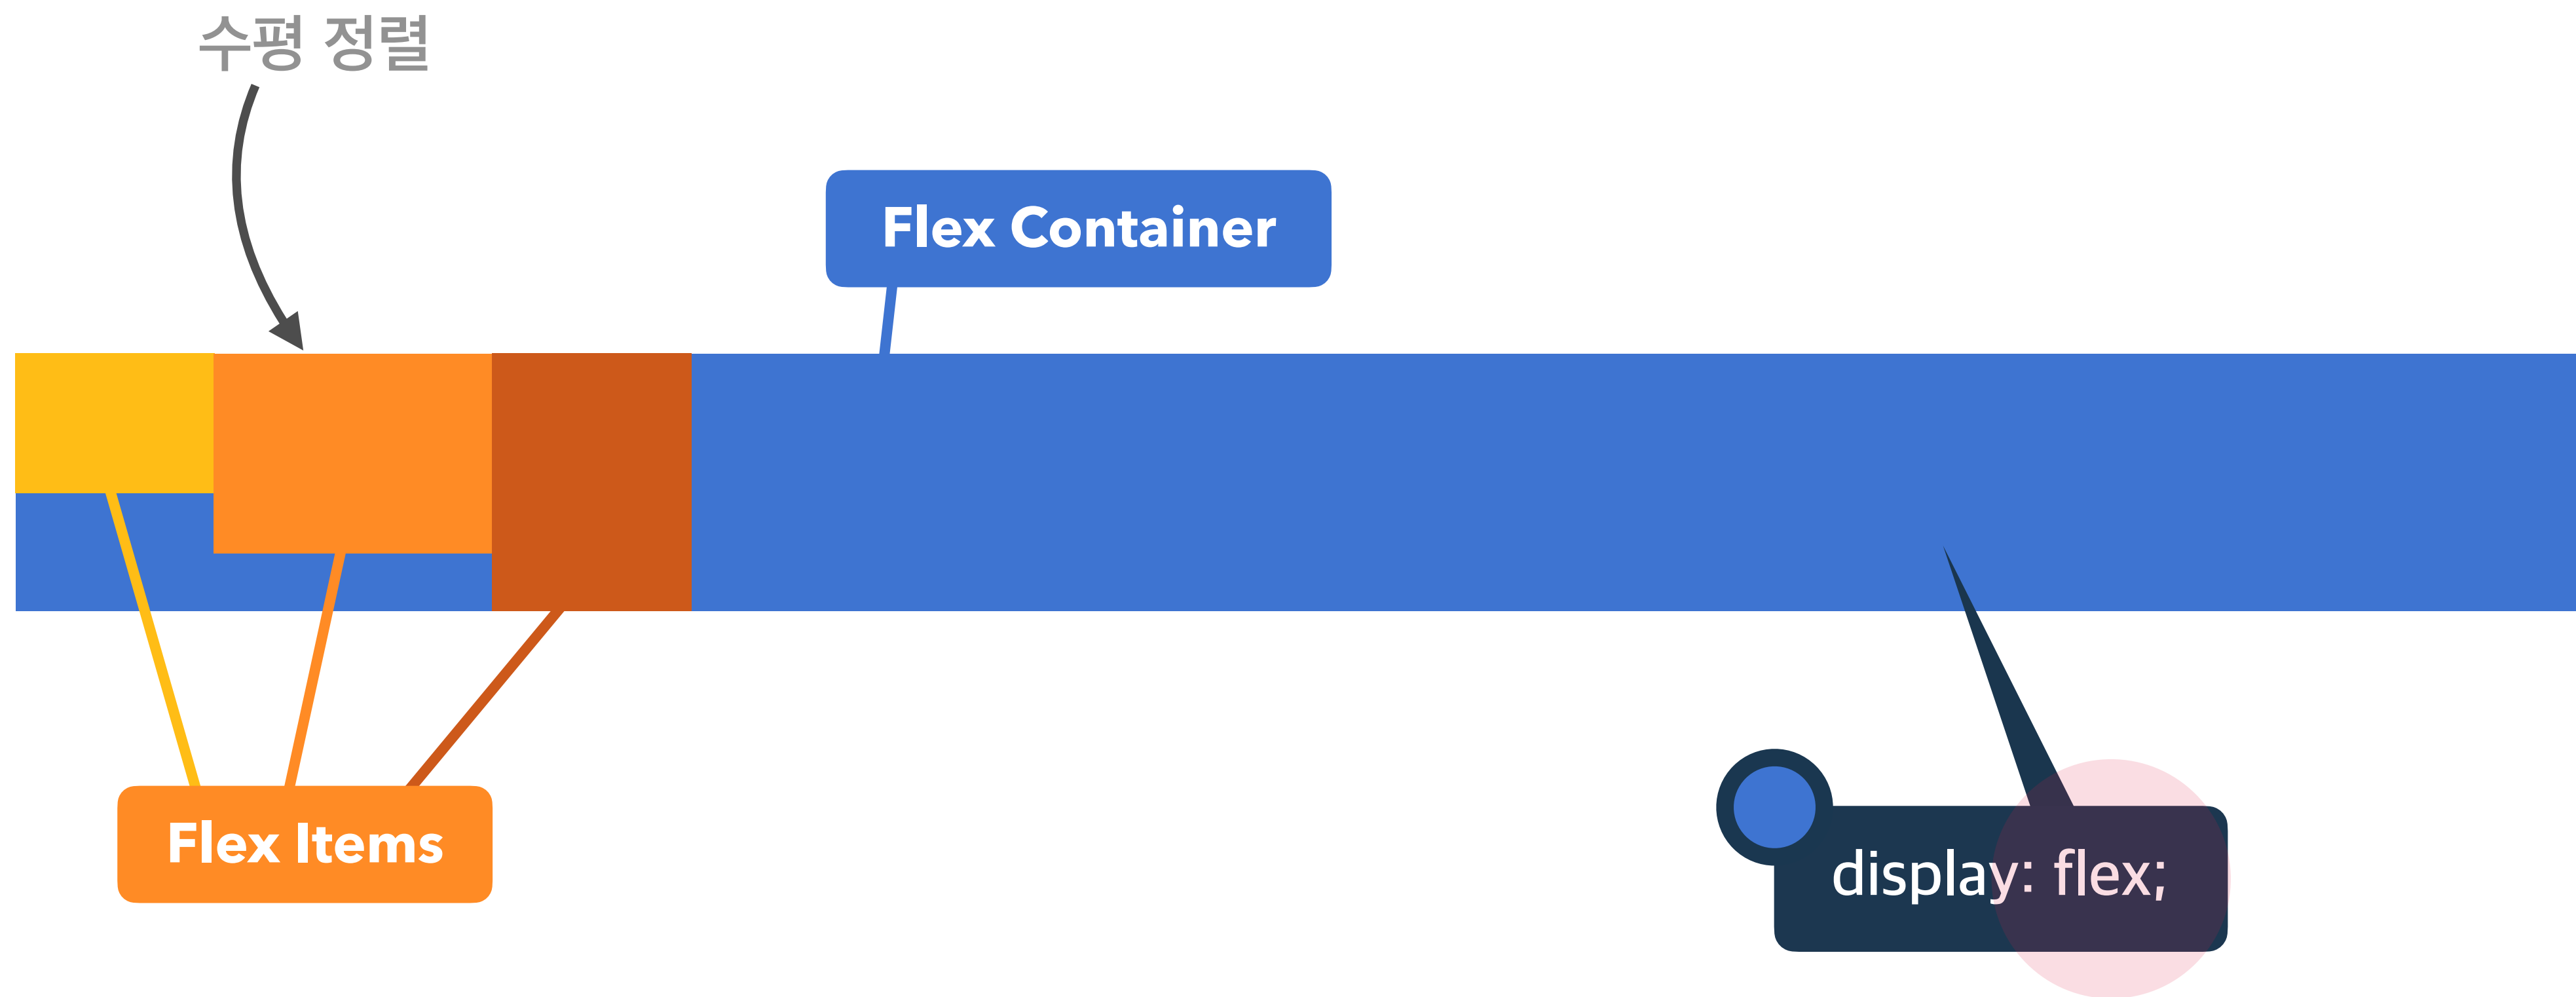 수평 정렬
Flex Container
Flex Items
display: flex;